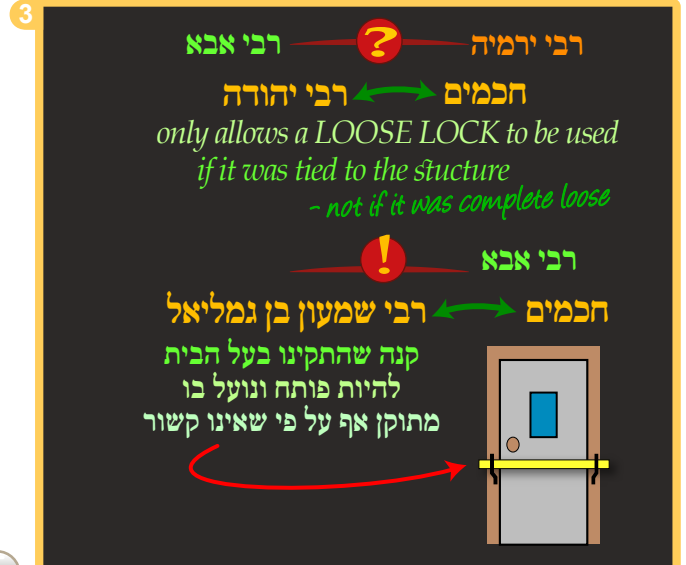 3
רבי ירמיה ? רבי אבא
חכמים רבי יהודה
only allows a LOOSE LOCK to be used
if it was tied to the stucture
- not if it was complete loose
! רבי אבא
חכמים רבי שמעון בן גמליאל
קנה שהתקינו בעל הבית
להיות פותח ונועל בו
מתוקן אף על פי שאינו קשור